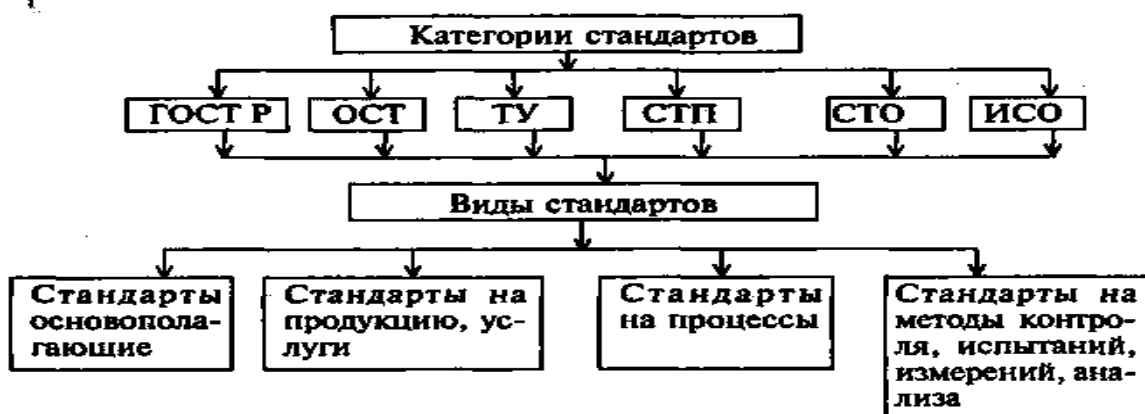 Категории стандартов
ГОСТ Р ОСТ ТУ СТП СТО ИСО
Виды стандартов
Стандарты
основопола-
гающие
Стандарты на
продукцию, ус-
луги
Стандарты
на процессы
Стандарты на
методы контро-
ля, испытаний,
измерений, ана-
лиза